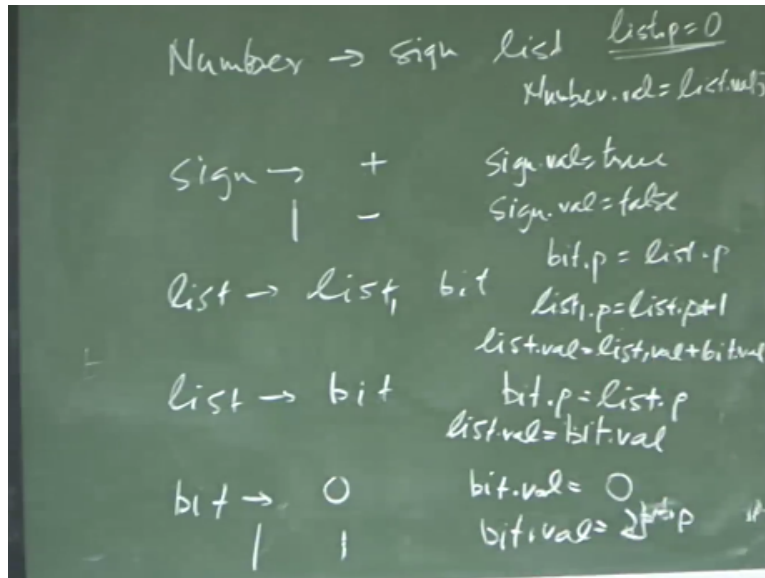 Number → sign list list.p=0
Number.val=list.val
sign → + sign.val=true
| - sign.val=false
bit.p = list.p
list → list₁ bit list₁.p=list.p+1
list.val=list₁val+bit.val
list → bit bit.p=list.p
list.val=bit.val
bit → 0 bit.val= 0
| 1 bit.val= 2